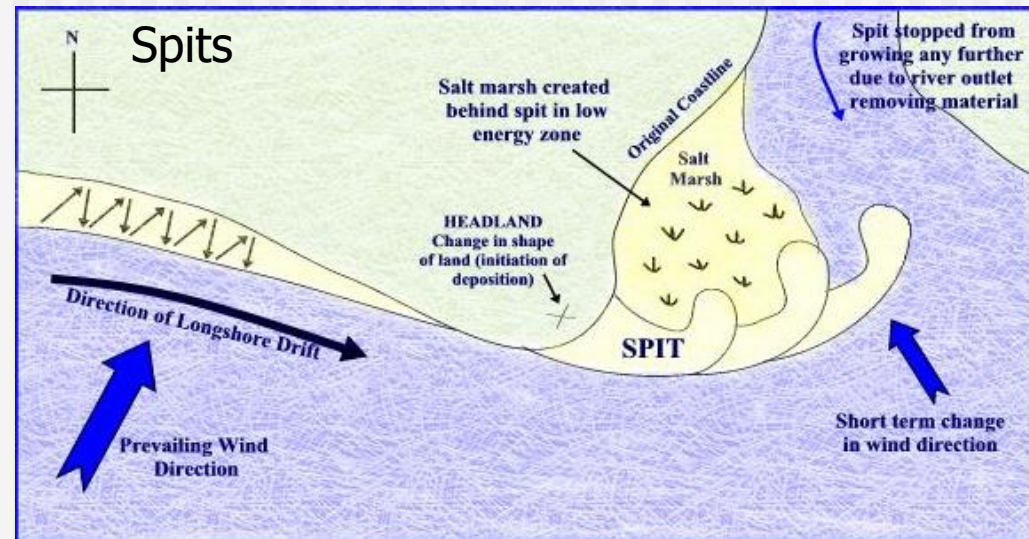 N
Spits
Spit stopped from
growing any further
due to river outlet
removing material
Salt marsh created
behind spit in low
energy zone
Original Coastline
Salt
Marsh
HEADLAND
Change in shape
of land (initiation of
deposition)
Direction of Longshore Drift
SPIT
Prevailing Wind
Direction
Short term change
in wind direction